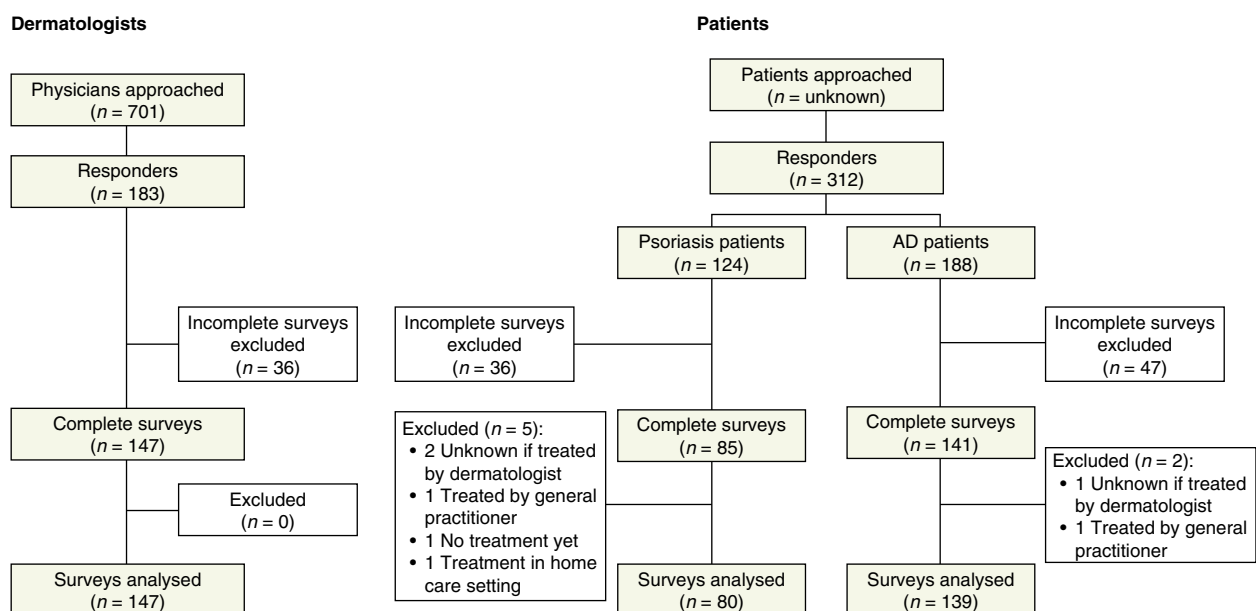 Dermatologists
Physicians approached
(n = 701)
Responders
(n = 183)
Incomplete surveys
excluded
(n = 36)
Complete surveys
(n = 147)
Excluded
(n = 0)
Surveys analysed
(n = 147)
Patients
Patients approached
(n = unknown)
Responders
(n = 312)
Psoriasis patients
(n = 124)
Incomplete surveys
excluded
(n = 36)
Complete surveys
(n = 85)
Excluded (n = 5):
• 2 Unknown if treated
by dermatologist
• 1 Treated by general
practitioner
• 1 No treatment yet
• 1 Treatment in home
care setting
Surveys analysed
(n = 80)
AD patients
(n = 188)
Incomplete surveys
excluded
(n = 47)
Complete surveys
(n = 141)
Excluded (n = 2):
• 1 Unknown if treated
by dermatologist
• 1 Treated by general
practitioner
Surveys analysed
(n = 139)